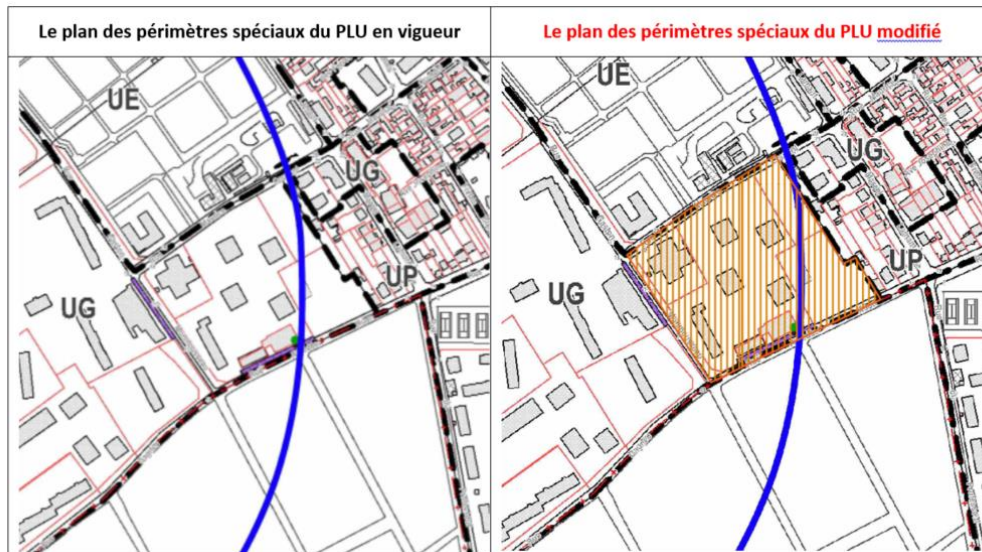 Le plan des périmètres spéciaux du PLU en vigueur
Le plan des périmètres spéciaux du PLU modifié
UE
UG
UP
UG
UE
UG
UP
UG